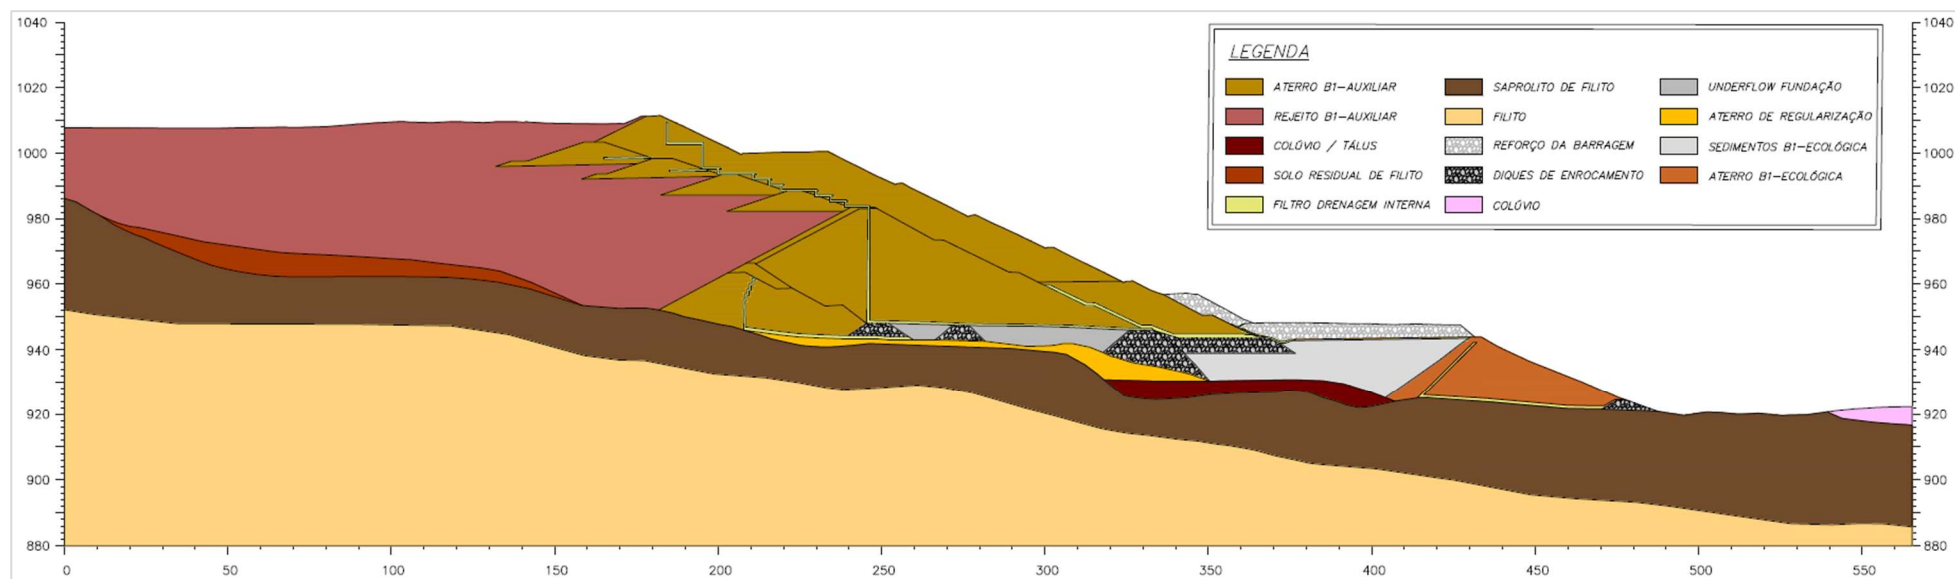 1040
1020
1000
980
960
940
920
900
880
LEGENDA
ATERRO B1-AUXILIAR
REJEITO B1-AUXILIAR
COLÚVIO / TÁLUS
SOLO RESIDUAL DE FILITO
FILTRO DRENAGEM INTERNA
SAPROLITO DE FILITO
FILITO
REFORÇO DA BARRAGEM
DIQUES DE ENROCAMENTO
COLÚVIO
UNDERFLOW FUNDAÇÃO
ATERRO DE REGULARIZAÇÃO
SEDIMENTOS B1-ECOLÓGICA
ATERRO B1-ECOLÓGICA
1040
1020
1000
980
960
940
920
900
880
0 50 100 150 200 250 300 350 400 450 500 550